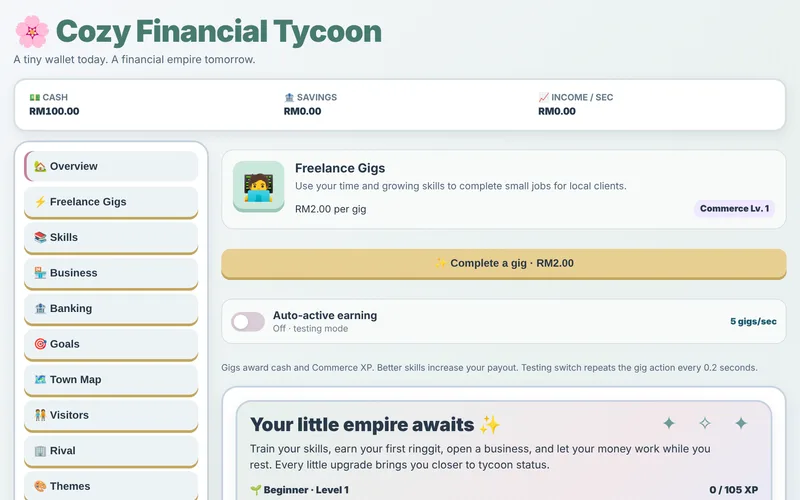 🌸 Cozy Financial Tycoon
A tiny wallet today. A financial empire tomorrow.
💵 CASH
RM100.00
🏦 SAVINGS
RM0.00
📈 INCOME / SEC
RM0.00
🏡 Overview
⚡ Freelance Gigs
📚 Skills
🏪 Business
🏦 Banking
🎯 Goals
🗺️ Town Map
🧑‍🤝‍🧑 Visitors
🏢 Rival
🎨 Themes
Freelance Gigs
Use your time and growing skills to complete small jobs for local clients.
RM2.00 per gig
Commerce Lv. 1
✨ Complete a gig · RM2.00
Auto-active earning
Off · testing mode
5 gigs/sec
Gigs award cash and Commerce XP. Better skills increase your payout. Testing switch repeats the gig action every 0.2 seconds.
Your little empire awaits ✨
Train your skills, earn your first ringgit, open a business, and let your money work while you
rest. Every little upgrade brings you closer to tycoon status.
🌱 Beginner · Level 1
0 / 105 XP